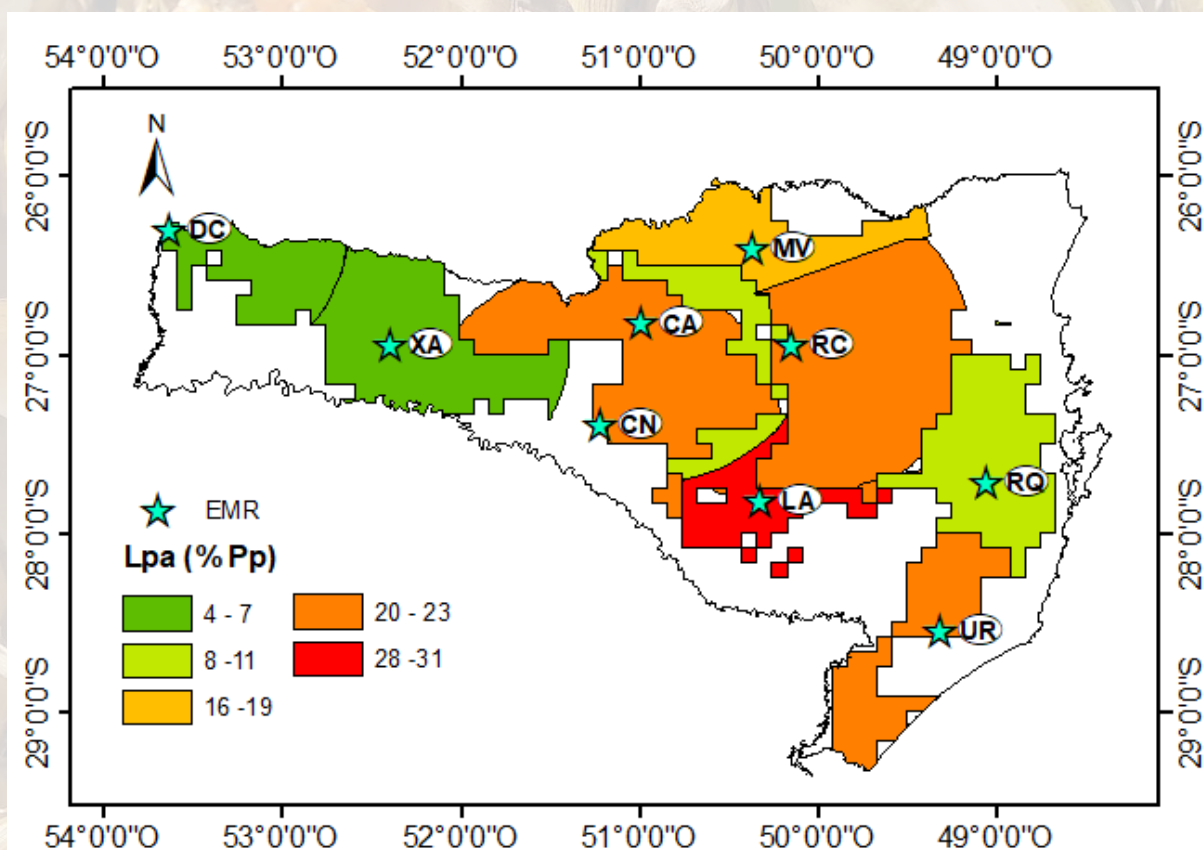 54°0'0"O 53°0'0"O 52°0'0"O 51°0'0"O 50°0'0"O 49°0'0"O
N
26°0'0"S
26°0'0"S
DC
MV
CA
RC
XA
27°0'0"S
27°0'0"S
CN
RQ
LA
EMR
28°0'0"S
28°0'0"S
Lpa (% Pp)
4 - 7
20 - 23
8 -11
28 -31
16 -19
UR
29°0'0"S
29°0'0"S
54°0'0"O 53°0'0"O 52°0'0"O 51°0'0"O 50°0'0"O 49°0'0"O